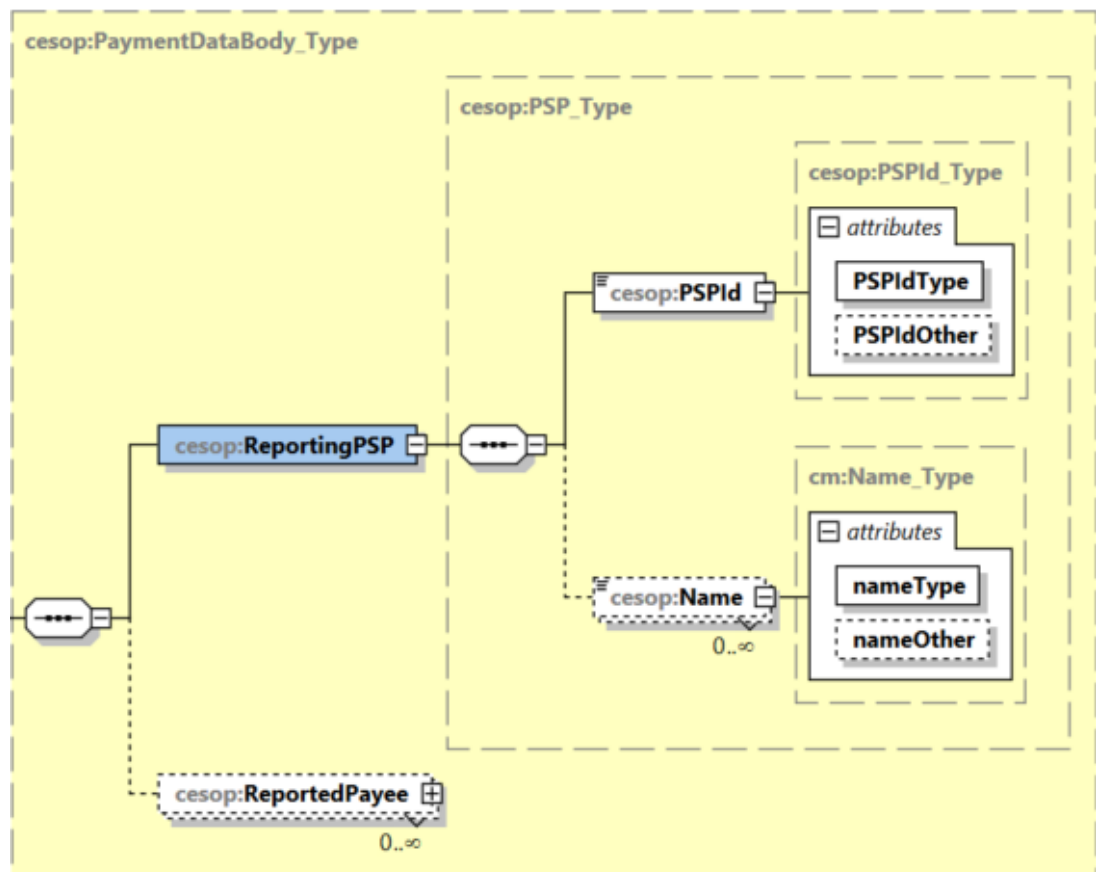 cesop:PaymentDataBody_Type
cesop:PSP_Type
cesop:PSPId_Type
attributes
cesop:PSPId
PSPIdType
PSPIdOther
cesop:ReportingPSP
cm:Name_Type
attributes
cesop:Name
0..∞
nameType
nameOther
cesop:ReportedPayee
0..∞